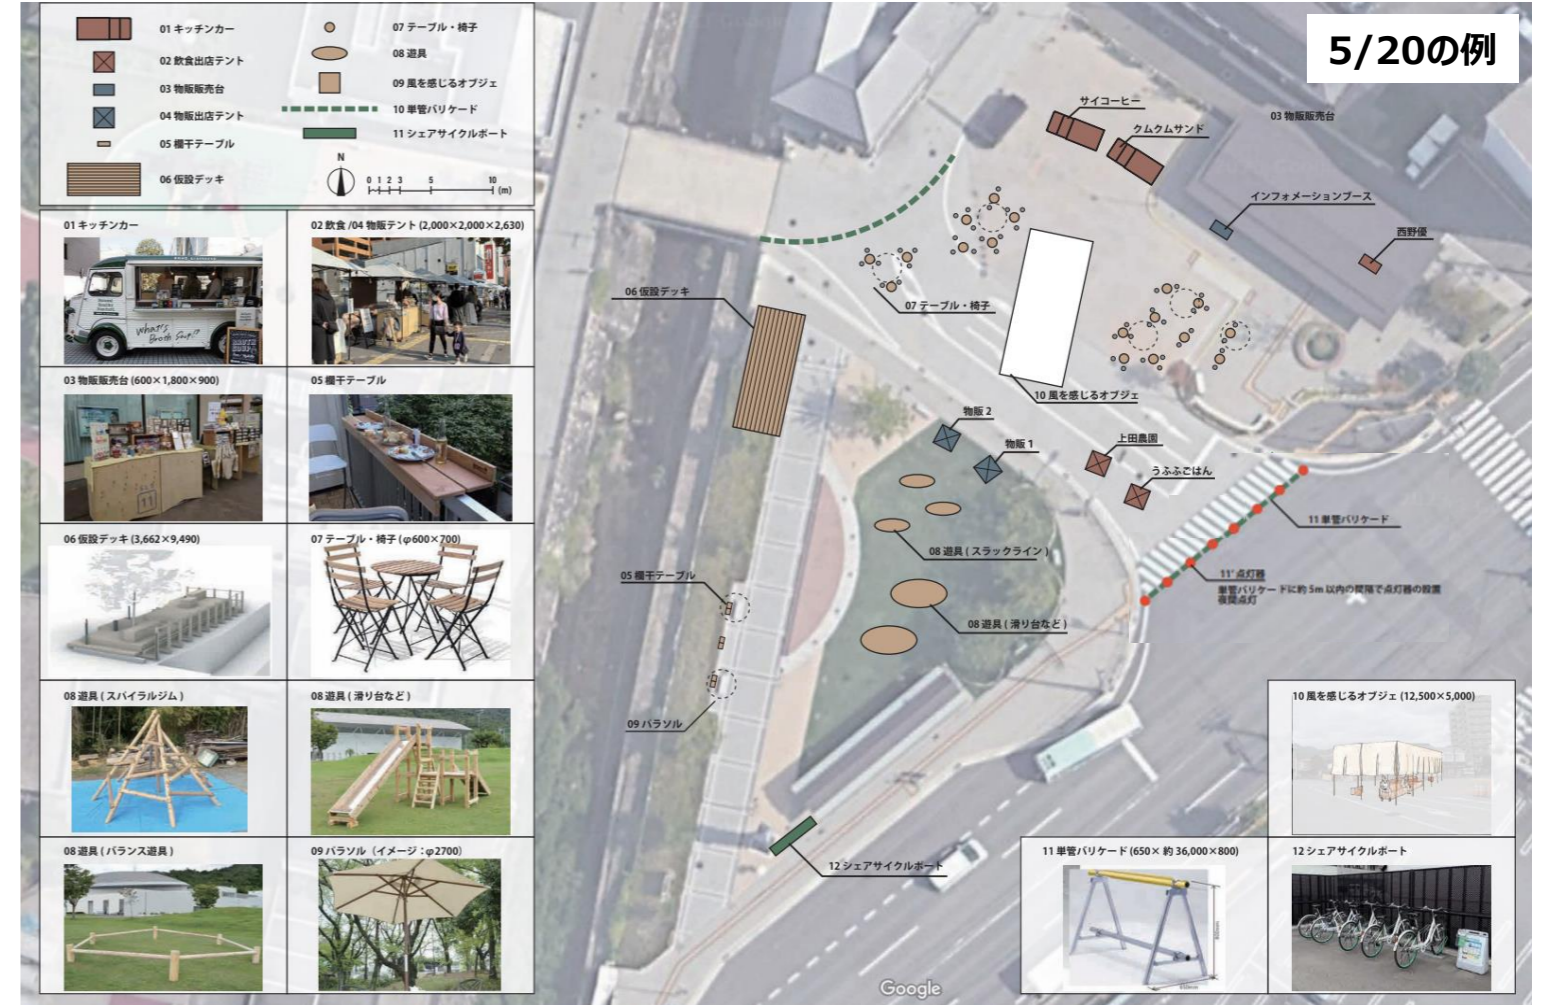 5/20の例
01 キッチンカー
02 飲食出店テント
03 物販販売台
04 物販出店テント
05 欄干テーブル
06 仮設デッキ
07 テーブル・椅子
08 遊具
09 風を感じるオブジェ
10 単管バリケード
11 シェアサイクルポート
N
0 1 2 3 5 10 (m)
01 キッチンカー
What's Broth Soup!?
02 飲食 /04 物販テント (2,000×2,000×2,630)
03 物販販売台 (600×1,800×900)
05 欄干テーブル
06 仮設デッキ (3,662×9,490)
07 テーブル・椅子 (φ600×700)
08 遊具 ( スパイラルジム )
08 遊具 ( 滑り台など )
08 遊具 ( バランス遊具 )
09 パラソル（イメージ：φ2700）
サイコーヒー
クムクムサンド
03 物販販売台
インフォメーションブース
西野優
06 仮設デッキ
07 テーブル・椅子
10 風を感じるオブジェ
物販 2
物販 1
上田農園
うふふごはん
08 遊具 ( スラックライン )
11 単管バリケード
11' 点灯器
単管バリケードに約 5m 以内の間隔で点灯器の設置
夜間点灯
05 欄干テーブル
08 遊具 ( 滑り台など )
09 パラソル
12 シェアサイクルポート
10 風を感じるオブジェ (12,500×5,000)
11 単管バリケード (650× 約 36,000×800)
12 シェアサイクルポート
Google